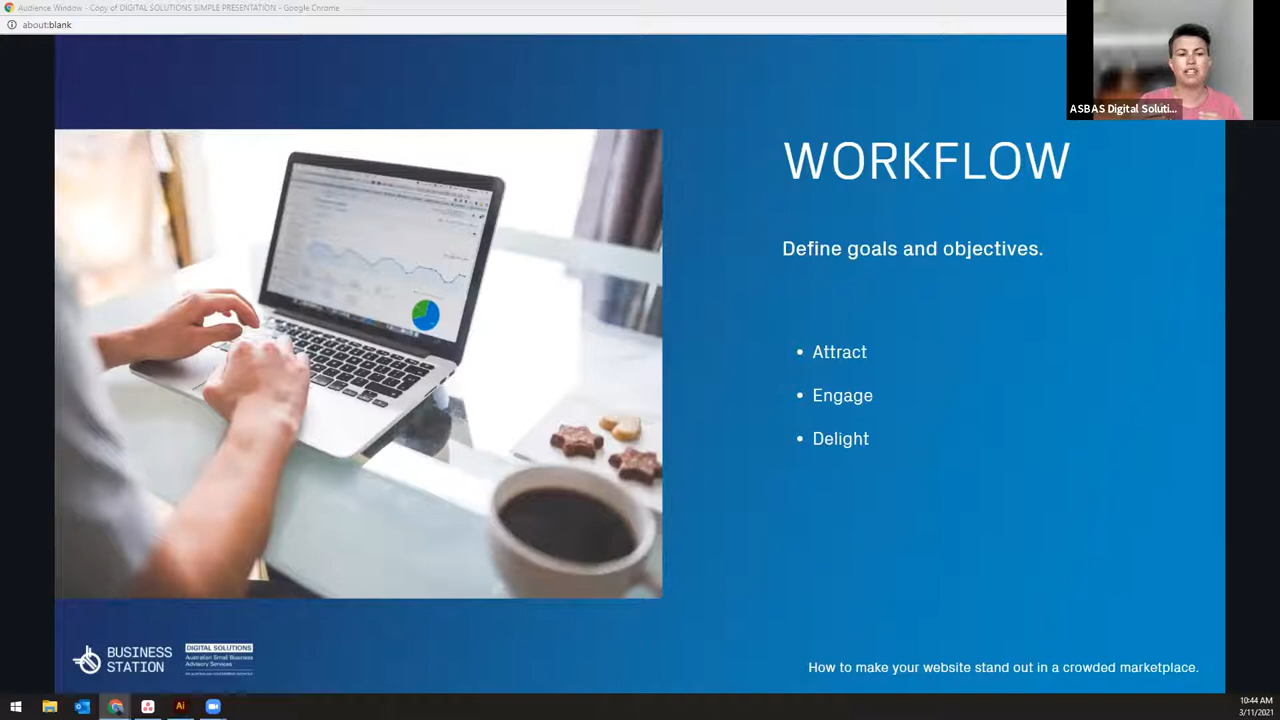 Audience Window - Copy of DIGITAL SOLUTIONS SIMPLE PRESENTATION - Google Chrome
about:blank
ASBAS Digital Soluti...
WORKFLOW
Define goals and objectives.
• Attract
• Engage
• Delight
BUSINESS
STATION
DIGITAL SOLUTIONS
Australian Small Business
Advisory Services
How to make your website stand out in a crowded marketplace.
Ai
10:44 AM
3/11/2021